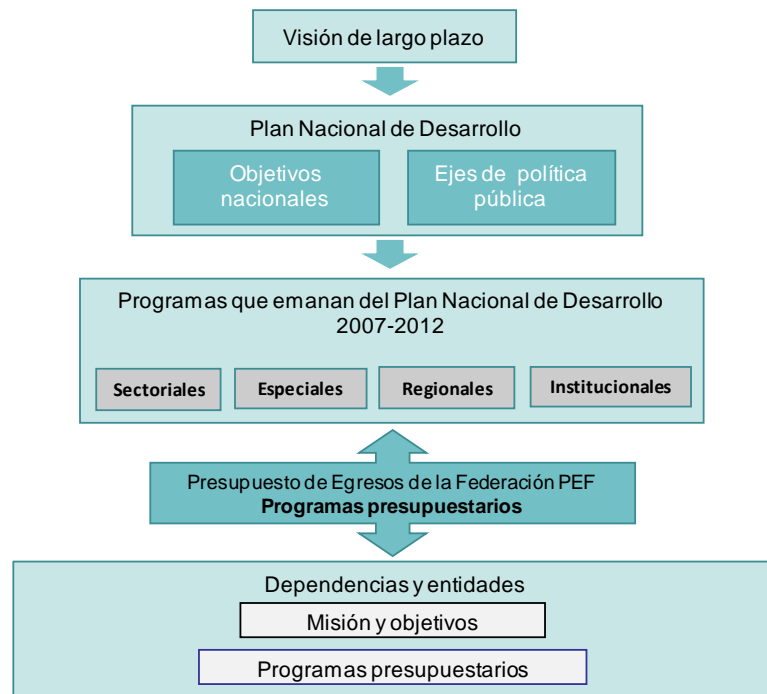 Visión de largo plazo
Plan Nacional de Desarrollo
Objetivos
nacionales
Ejes de política
pública
Programas que emanan del Plan Nacional de Desarrollo
2007-2012
Sectoriales
Especiales
Regionales
Institucionales
Presupuesto de Egresos de la Federación PEF
Programas presupuestarios
Dependencias y entidades
Misión y objetivos
Programas presupuestarios